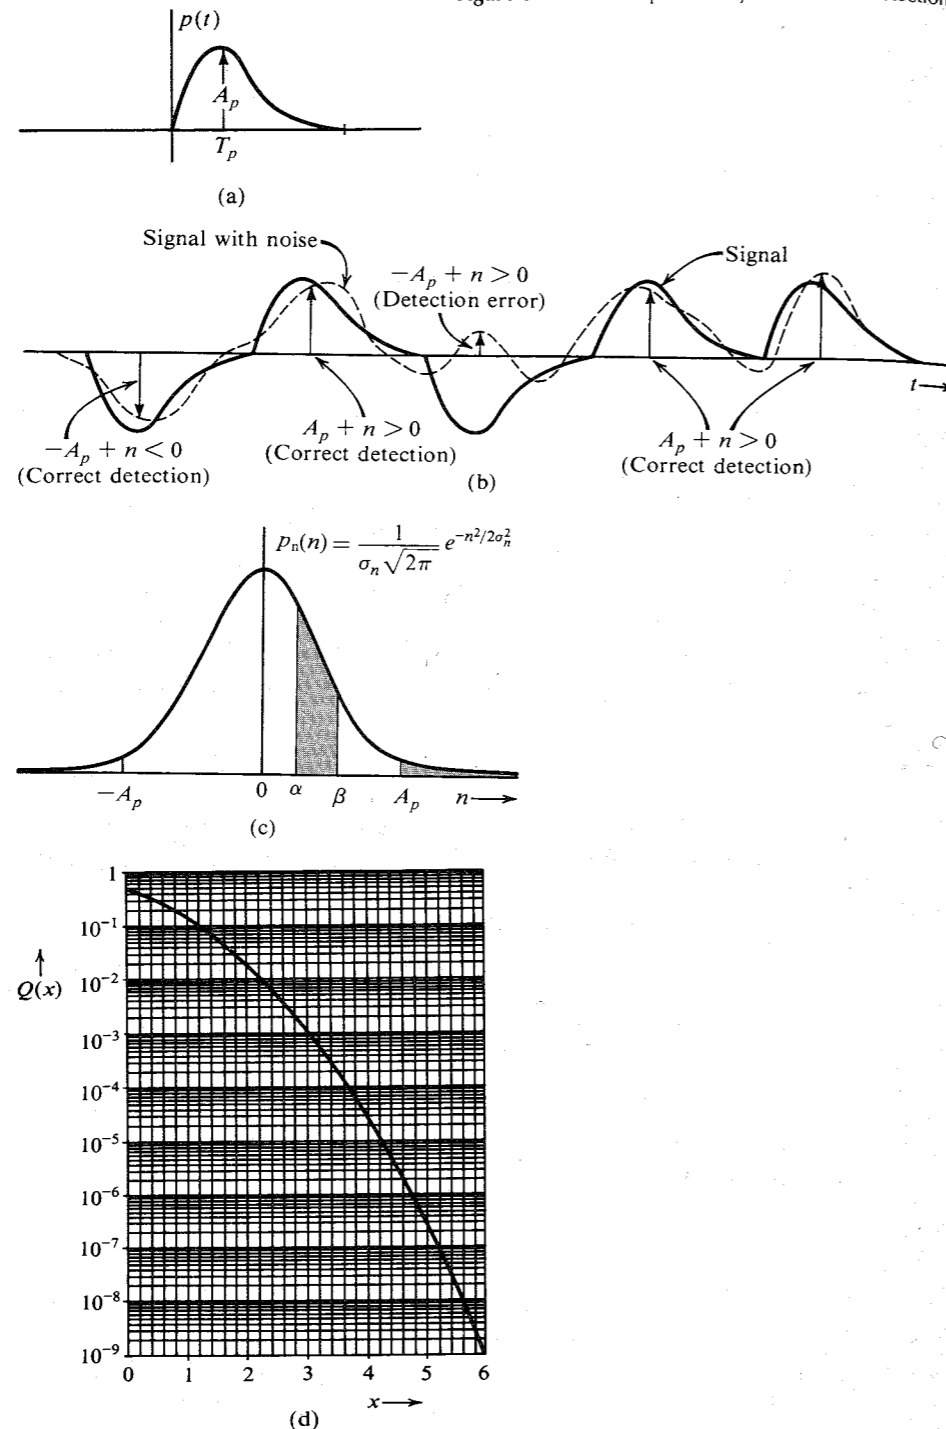 p(t)
A_p
T_p
(a)
Signal with noise
−A_p + n > 0
(Detection error)
Signal
t→
−A_p + n < 0
(Correct detection)
A_p + n > 0
(Correct detection)
A_p + n > 0
(Correct detection)
(b)
p_n(n) = 1/(σ_n√2π) e^{−n²/2σ_n²}
−A_p 0 α β A_p n→
(c)
1
10⁻¹
10⁻²
10⁻³
10⁻⁴
10⁻⁵
10⁻⁶
10⁻⁷
10⁻⁸
10⁻⁹
↑
Q(x)
0 1 2 3 4 5 6
x→
(d)